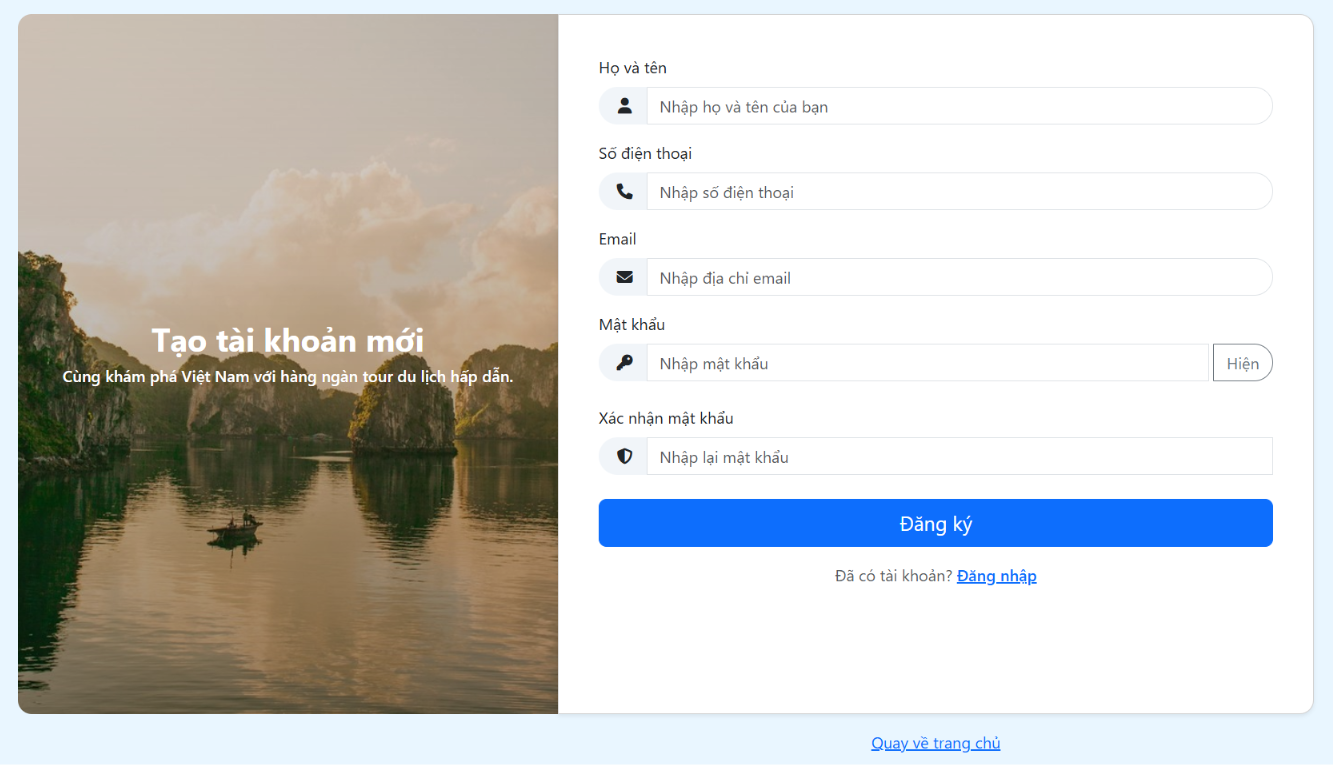 Tạo tài khoản mới
Cùng khám phá Việt Nam với hàng ngàn tour du lịch hấp dẫn.
Họ và tên
Nhập họ và tên của bạn
Số điện thoại
Nhập số điện thoại
Email
Nhập địa chỉ email
Mật khẩu
Nhập mật khẩu
Hiện
Xác nhận mật khẩu
Nhập lại mật khẩu
Đăng ký
Đã có tài khoản? Đăng nhập
Quay về trang chủ